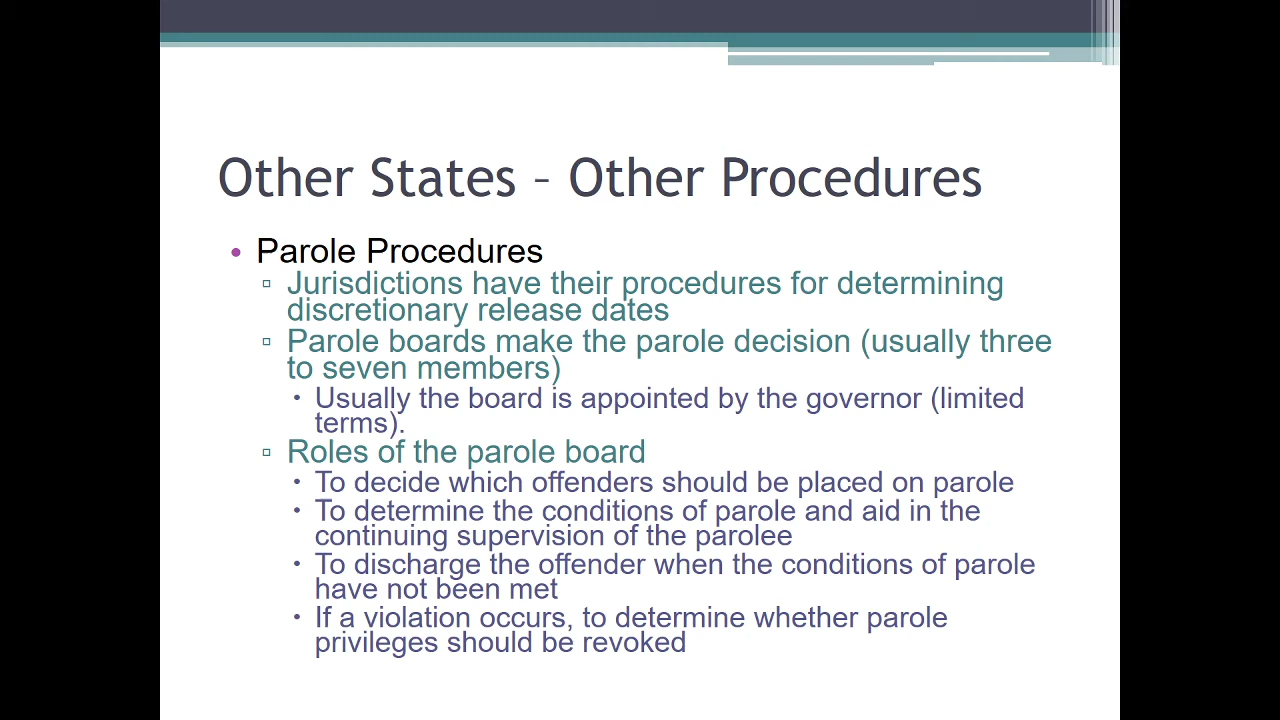 Other States – Other Procedures
• Parole Procedures
▫ Jurisdictions have their procedures for determining
discretionary release dates
▫ Parole boards make the parole decision (usually three
to seven members)
• Usually the board is appointed by the governor (limited
terms).
▫ Roles of the parole board
• To decide which offenders should be placed on parole
• To determine the conditions of parole and aid in the
continuing supervision of the parolee
• To discharge the offender when the conditions of parole
have not been met
• If a violation occurs, to determine whether parole
privileges should be revoked